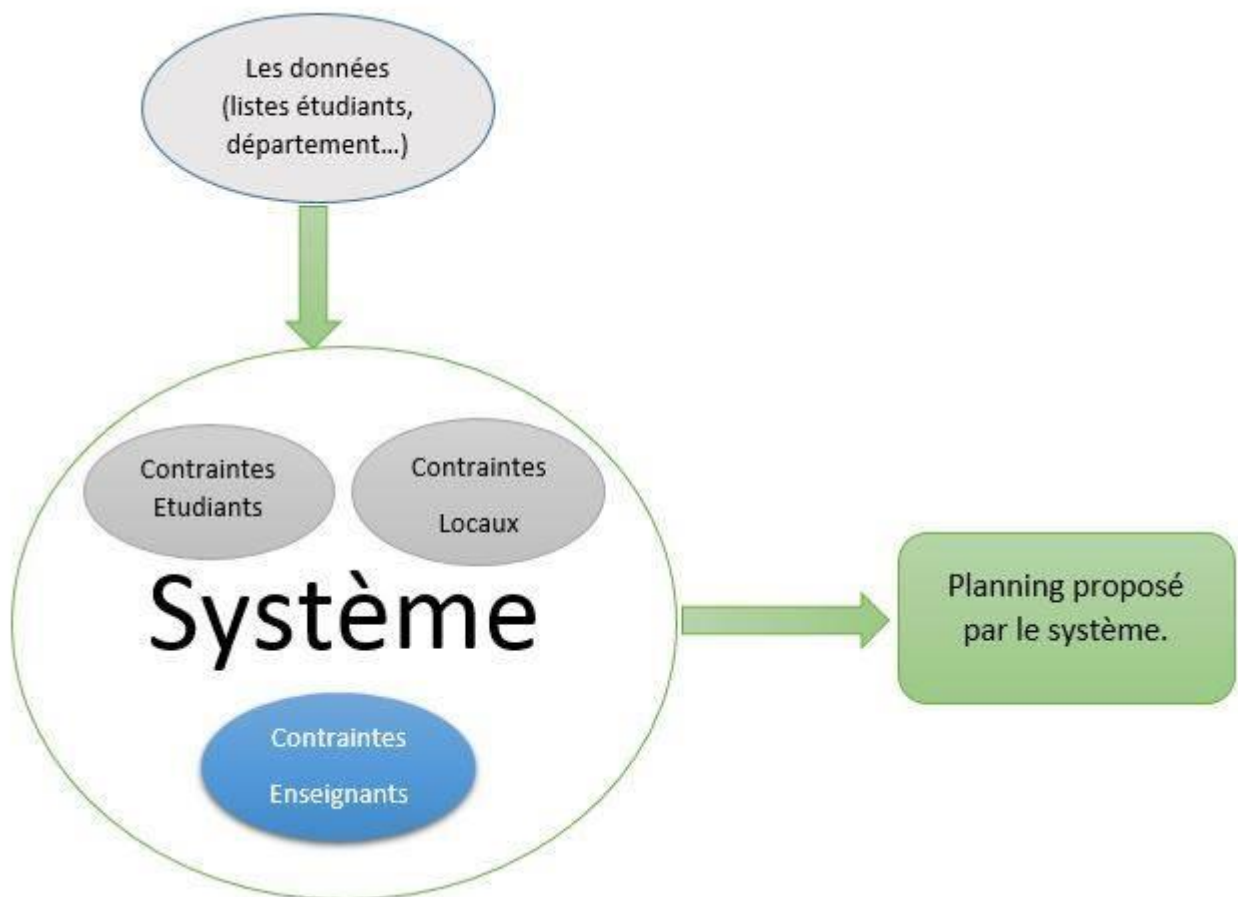 Les données
(listes étudiants,
département...)
Contraintes
Etudiants
Contraintes
Locaux
Système
Planning proposé
par le système.
Contraintes
Enseignants